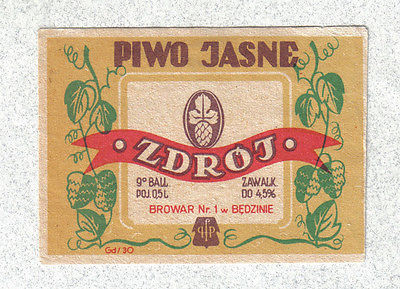 PIWO JASNE
• ZDRÓJ •
9° BALL. ZAWALK.
POJ. 0,5 L DO 4,5%
BROWAR Nr. 1 w BĘDZINIE
Gd/30